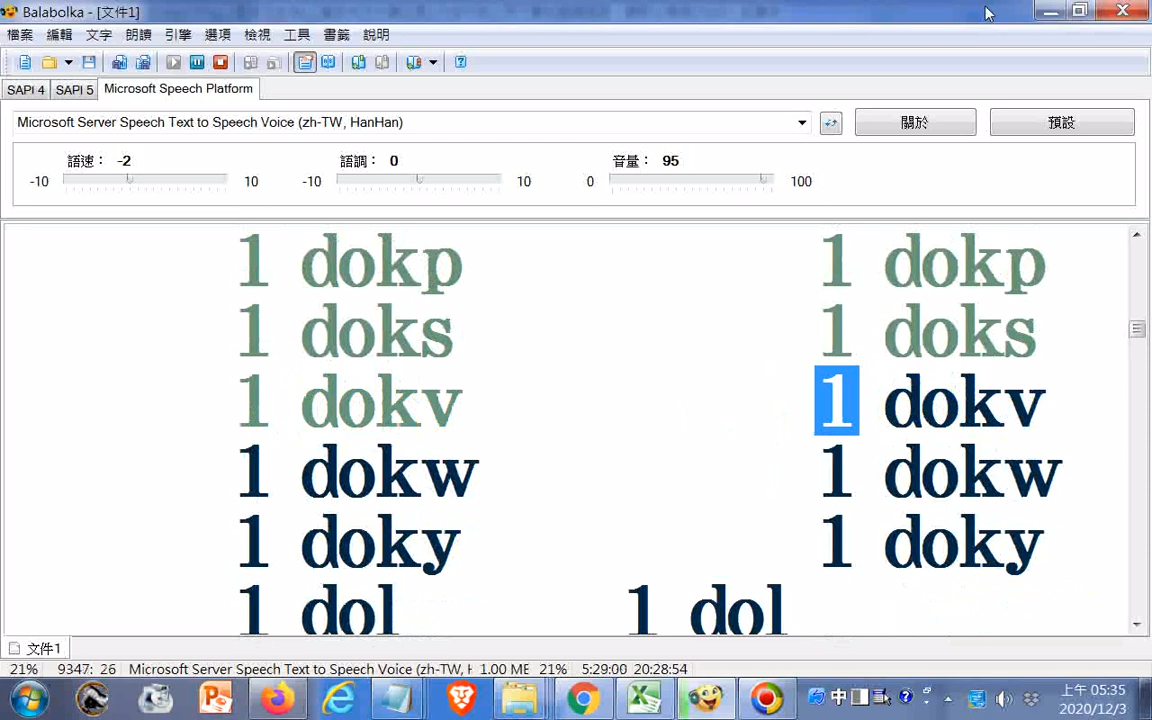 Balabolka - [文件1]
檔案 編輯 文字 朗讀 引擎 選項 檢視 工具 書籤 說明
SAPI 4 SAPI 5 Microsoft Speech Platform
Microsoft Server Speech Text to Speech Voice (zh-TW, HanHan) 關於 預設
語速： -2 語調： 0 音量： 95
-10 10 -10 10 0 100
1 dokp 1 dokp
1 doks 1 doks
1 dokv 1 dokv
1 dokw 1 dokw
1 doky 1 doky
1 dol 1 dol
文件1
21% 9347: 26 Microsoft Server Speech Text to Speech Voice (zh-TW, H 1.00 ME 21% 5:29:00 20:28:54
中 上午 05:35
2020/12/3